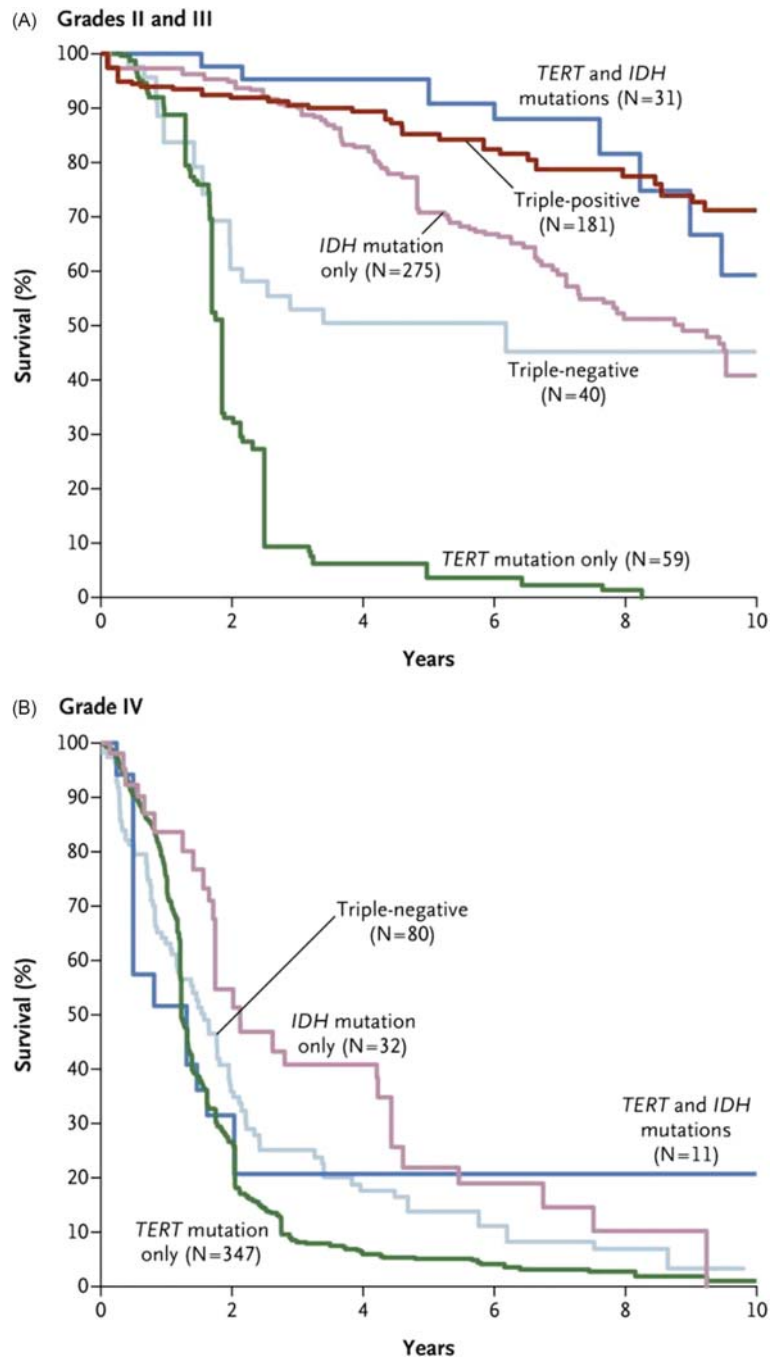 (A) Grades II and III
100
90
80
70
60
50
40
30
20
10
0
Survival (%)
TERT and IDH
mutations (N=31)
Triple-positive
(N=181)
IDH mutation
only (N=275)
Triple-negative
(N=40)
TERT mutation only (N=59)
0 2 4 6 8 10
Years
(B) Grade IV
100
90
80
70
60
50
40
30
20
10
0
Survival (%)
Triple-negative
(N=80)
IDH mutation
only (N=32)
TERT and IDH
mutations
(N=11)
TERT mutation
only (N=347)
0 2 4 6 8 10
Years